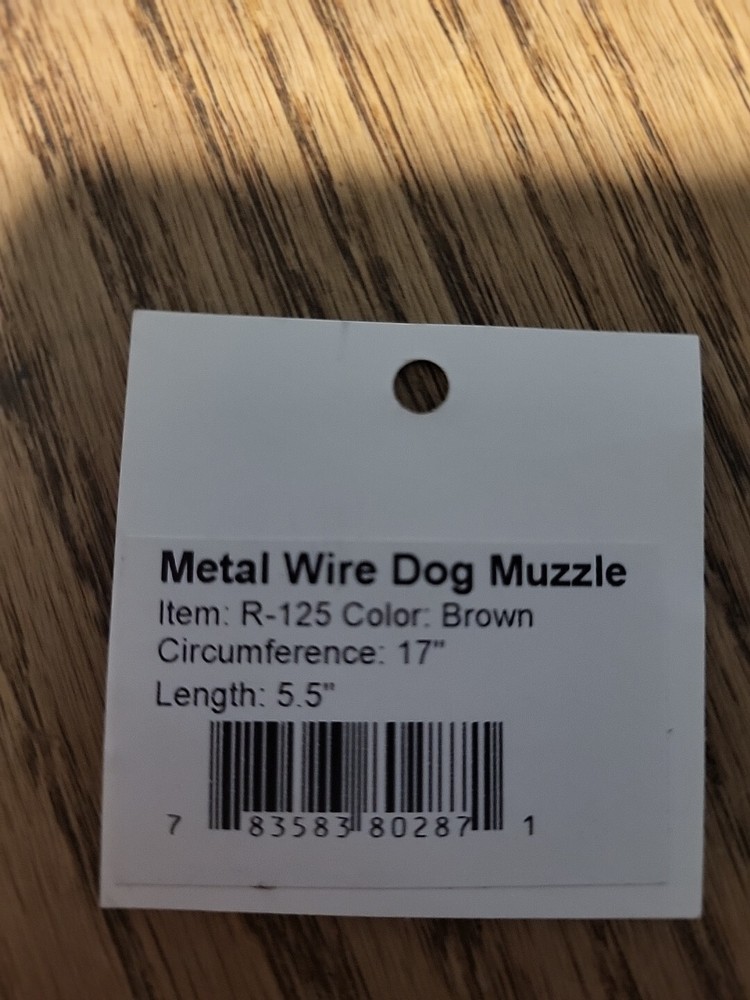 Metal Wire Dog Muzzle
Item: R-125 Color: Brown
Circumference: 17"
Length: 5.5"
7 83583 80287 1